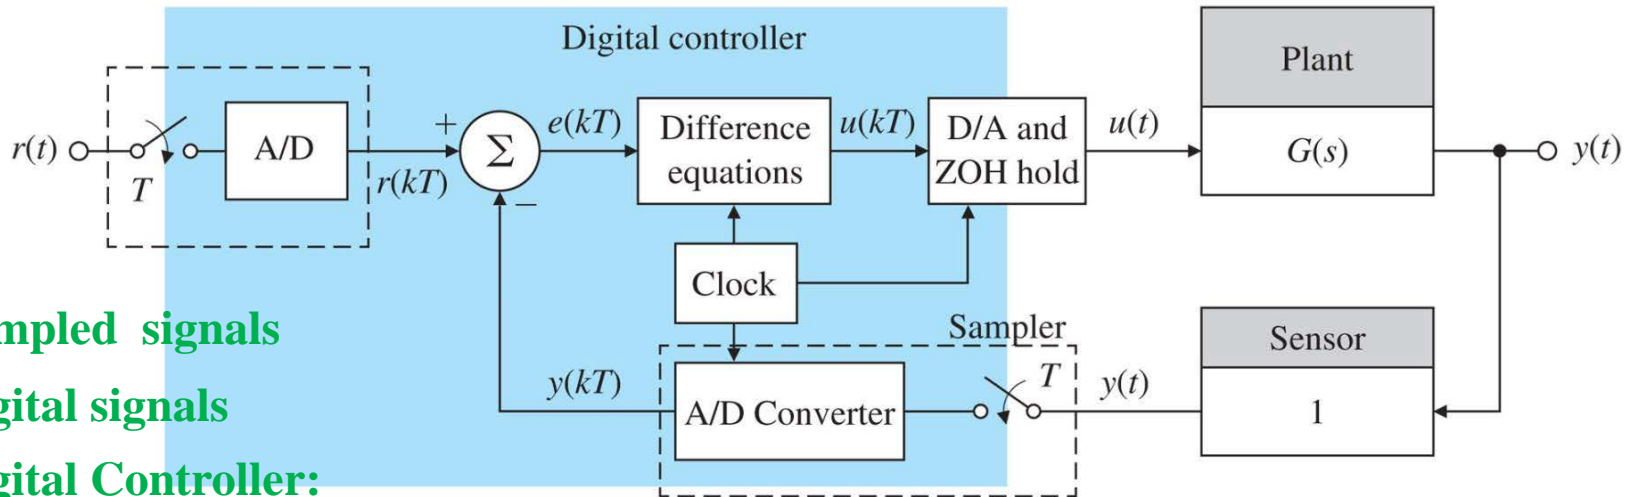 Digital controller
Plant
r(t)
T
A/D
r(kT)
+
Σ
−
e(kT)
Difference
equations
u(kT)
D/A and
ZOH hold
u(t)
G(s)
y(t)
Clock
Sampler
Sensor
y(kT)
A/D Converter
T
y(t)
1
mpled signals
gital signals
gital Controller: